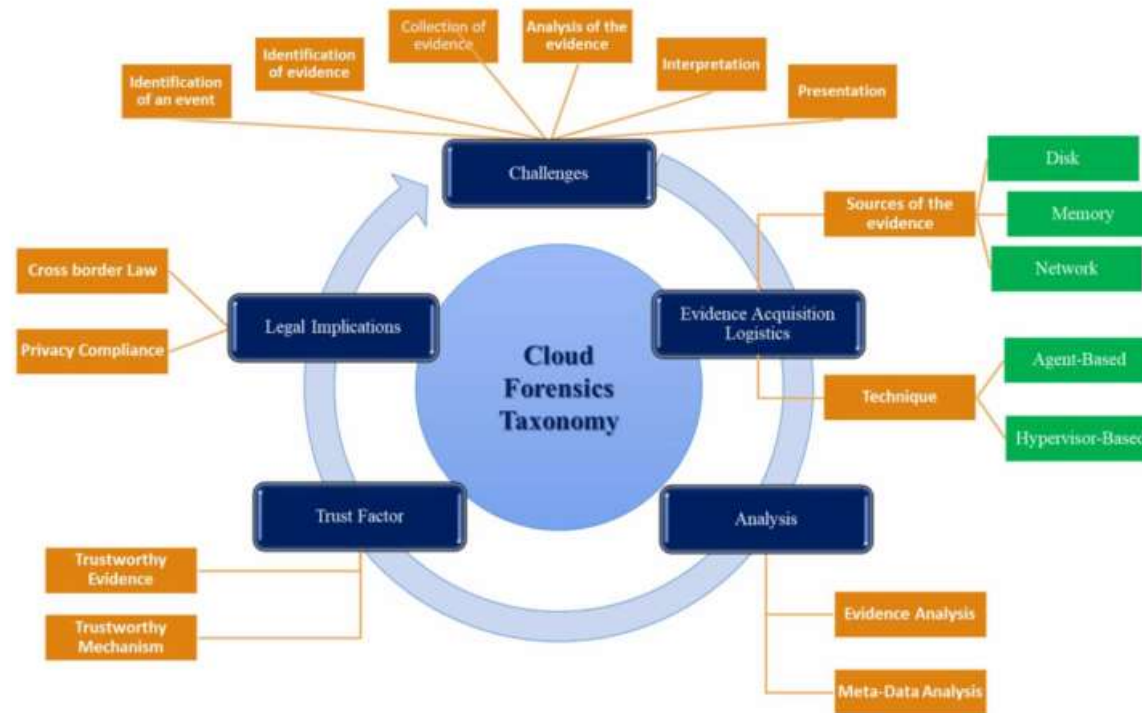 Collection of
evidence
Analysis of the
evidence
Identification
of evidence
Interpretation
Identification
of an event
Presentation
Challenges
Disk
Sources of the
evidence
Memory
Network
Cross border Law
Legal Implications
Evidence Acquisition
Logistics
Privacy Compliance
Cloud
Forensics
Taxonomy
Agent-Based
Technique
Hypervisor-Based
Trust Factor
Analysis
Trustworthy
Evidence
Evidence Analysis
Trustworthy
Mechanism
Meta-Data Analysis